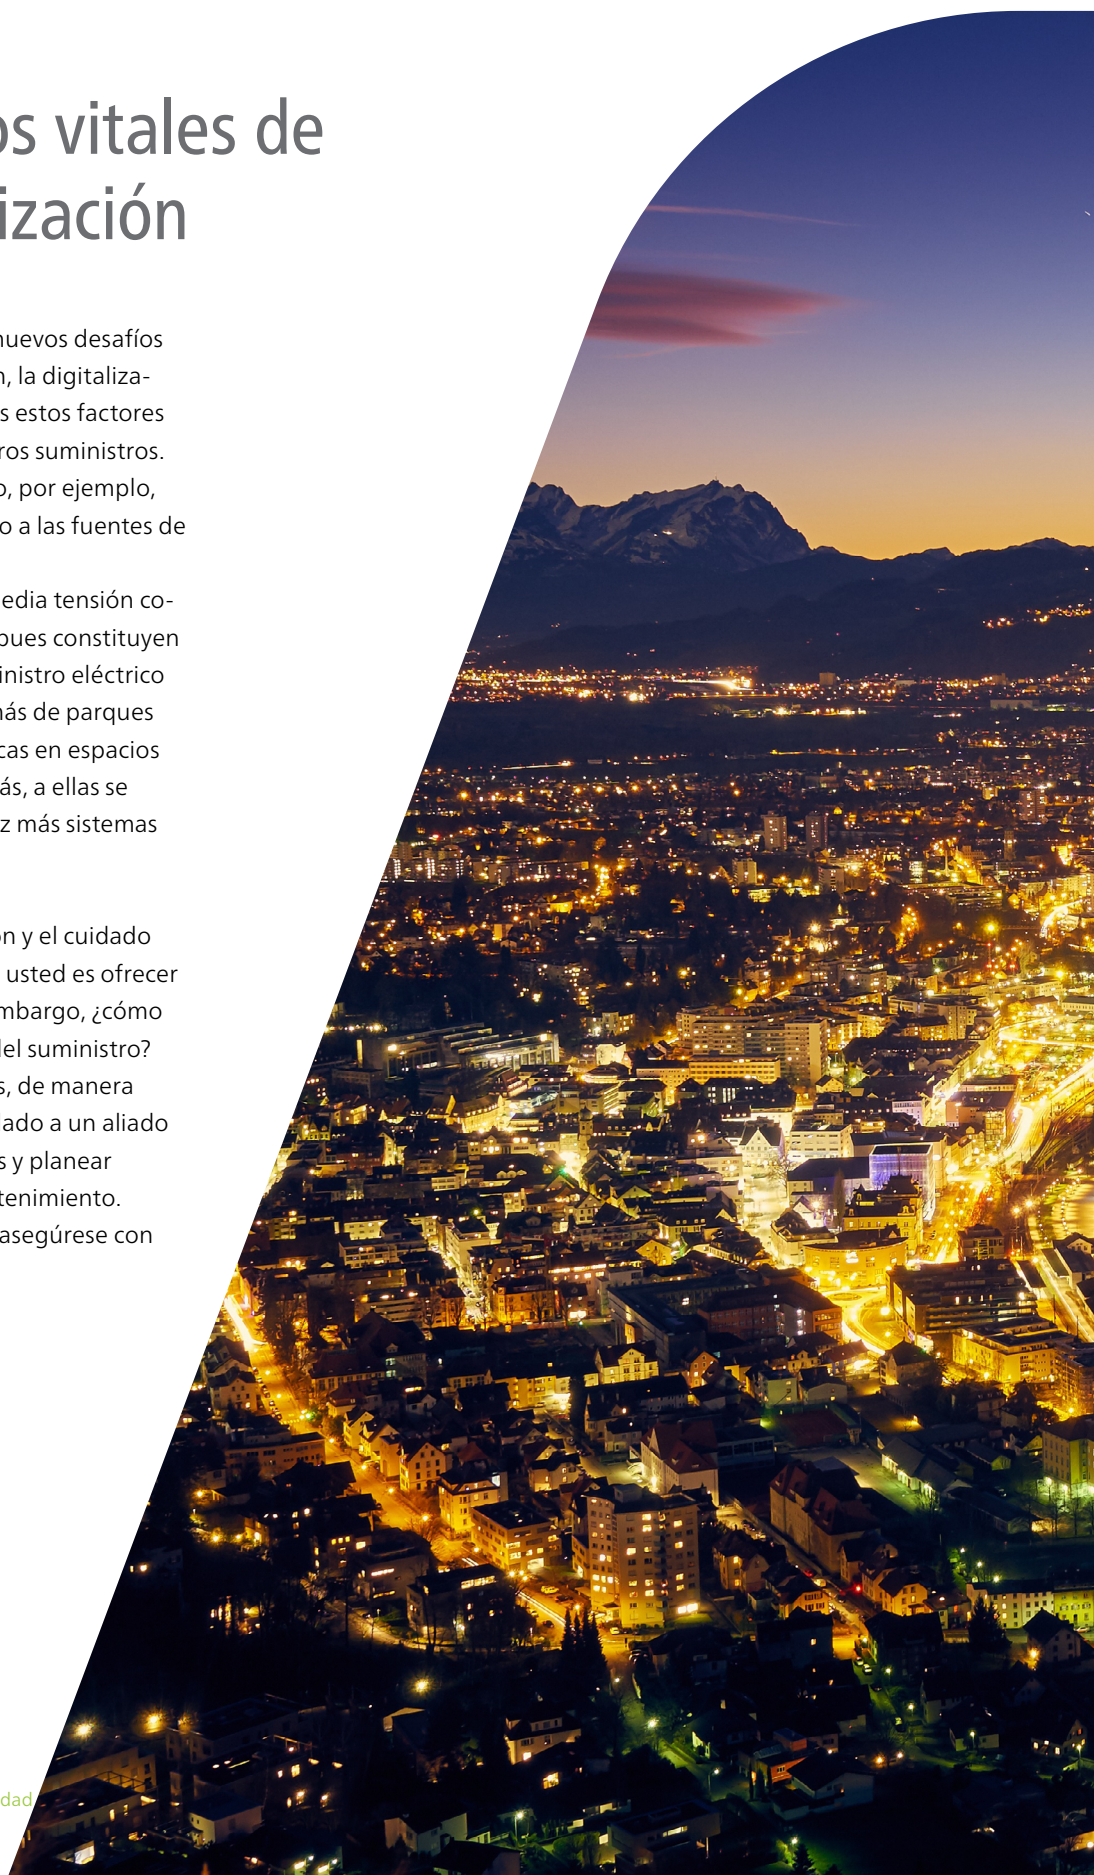 os vitales de
ización
nuevos desafíos
n, la digitaliza-
s estos factores
ros suministros.
o, por ejemplo,
o a las fuentes de
edia tensión co-
pues constituyen
inistro eléctrico
nás de parques
cas en espacios
ás, a ellas se
z más sistemas
ón y el cuidado
usted es ofrecer
mbargo, ¿cómo
del suministro?
s, de manera
lado a un aliado
s y planear
tenimiento.
asegúrese con
dad